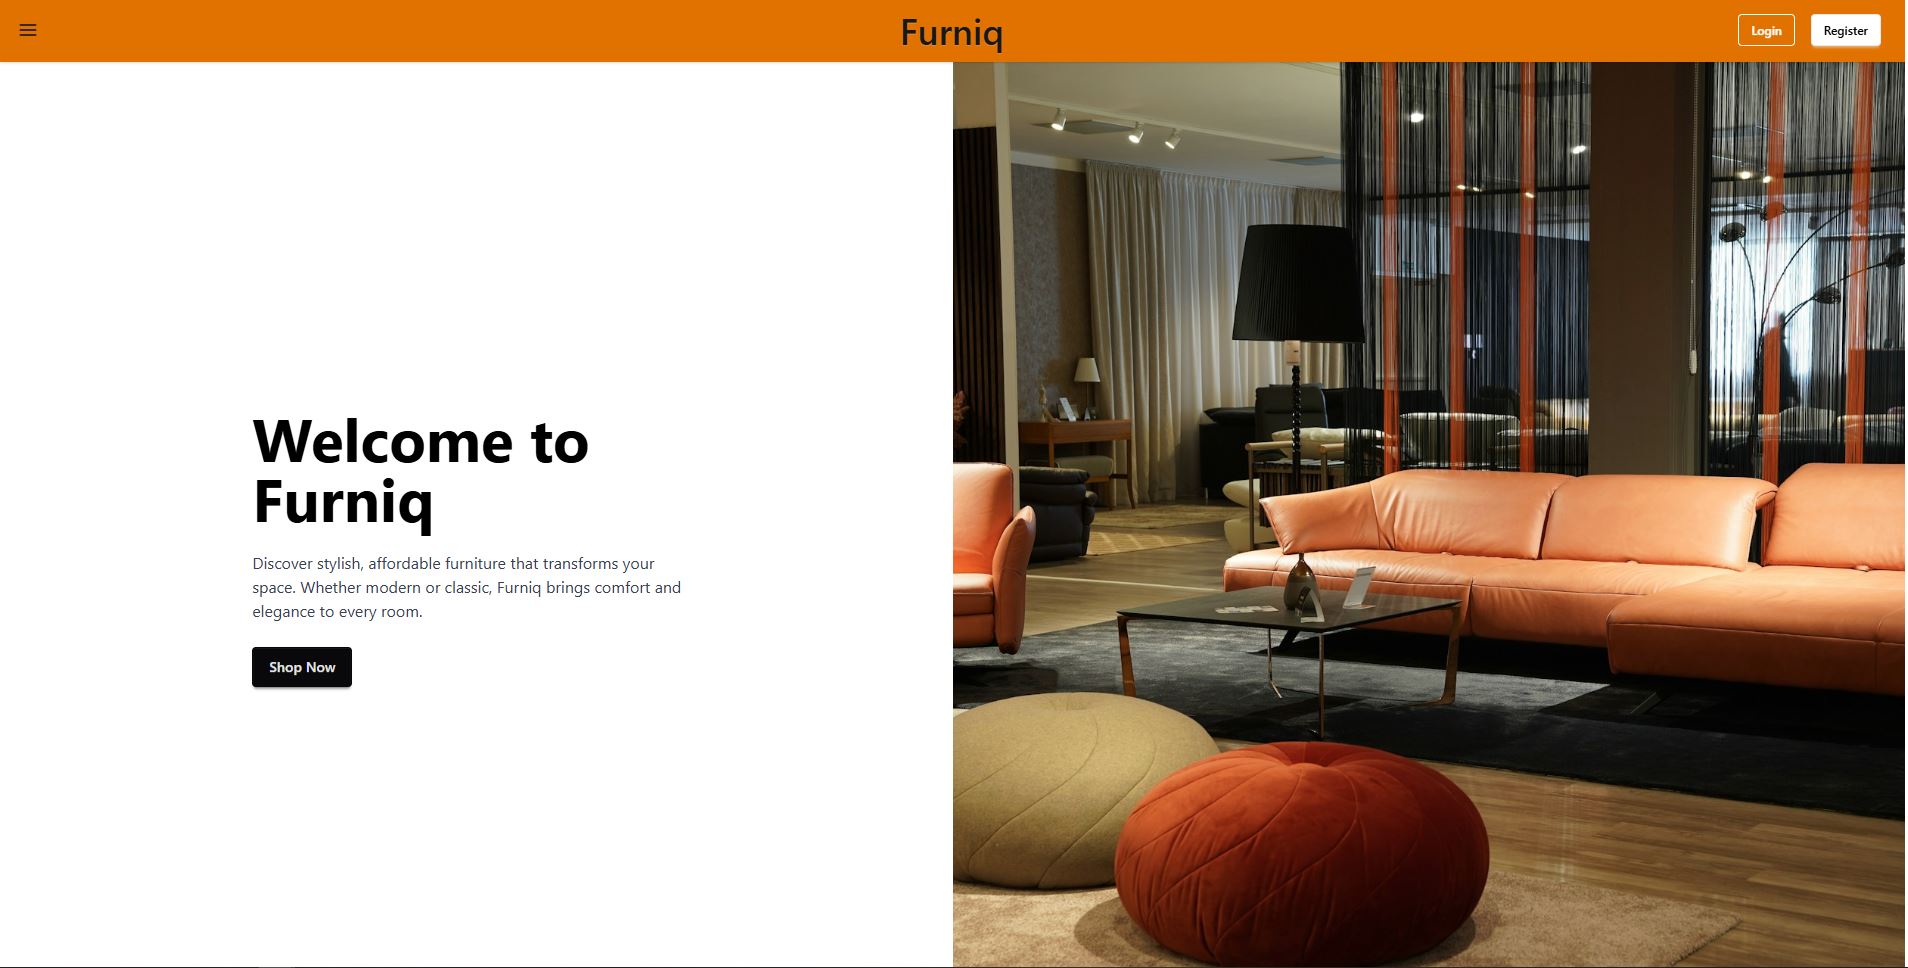 Furniq
Login
Register
Welcome to
Furniq
Discover stylish, affordable furniture that transforms your
space. Whether modern or classic, Furniq brings comfort and
elegance to every room.
Shop Now